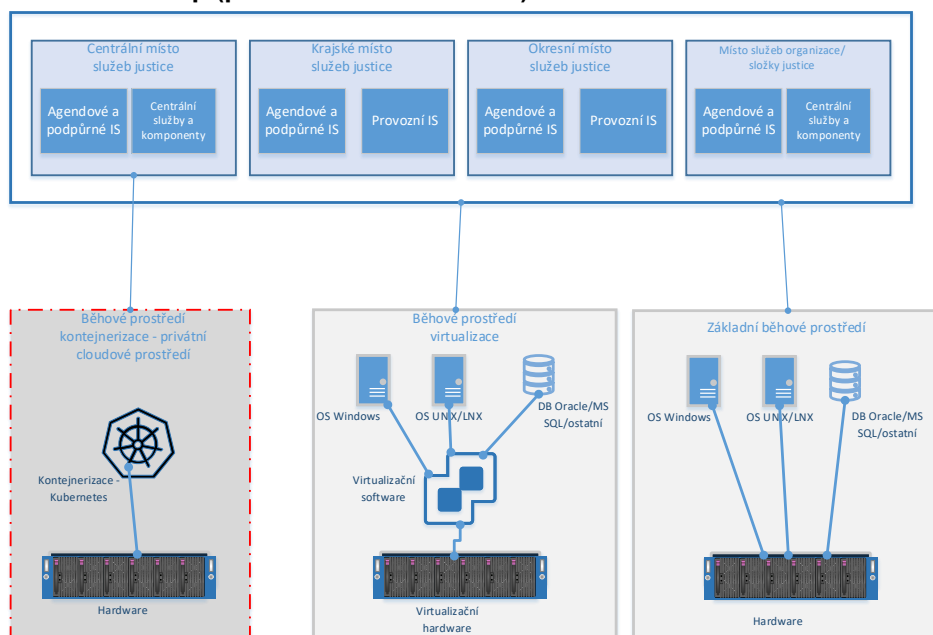 Centrální místo
služeb justice
Agendové a
podpůrné IS
Centrální
služby a
komponenty
Krajské místo
služeb justice
Agendové a
podpůrné IS
Provozní IS
Okresní místo
služeb justice
Agendové a
podpůrné IS
Provozní IS
Místo služeb organizace/
složky justice
Agendové a
podpůrné IS
Centrální
služby a
komponenty
Běhové prostředí
kontejnerizace - privátní
cloudové prostředí
Kontejnerizace -
Kubernetes
Hardware
Běhové prostředí
virtualizace
OS Windows
OS UNIX/LNX
DB Oracle/MS
SQL/ostatní
Virtualizační
software
Virtualizační
hardware
Základní běhové prostředí
OS Windows
OS UNIX/LNX
DB Oracle/MS
SQL/ostatní
Hardware